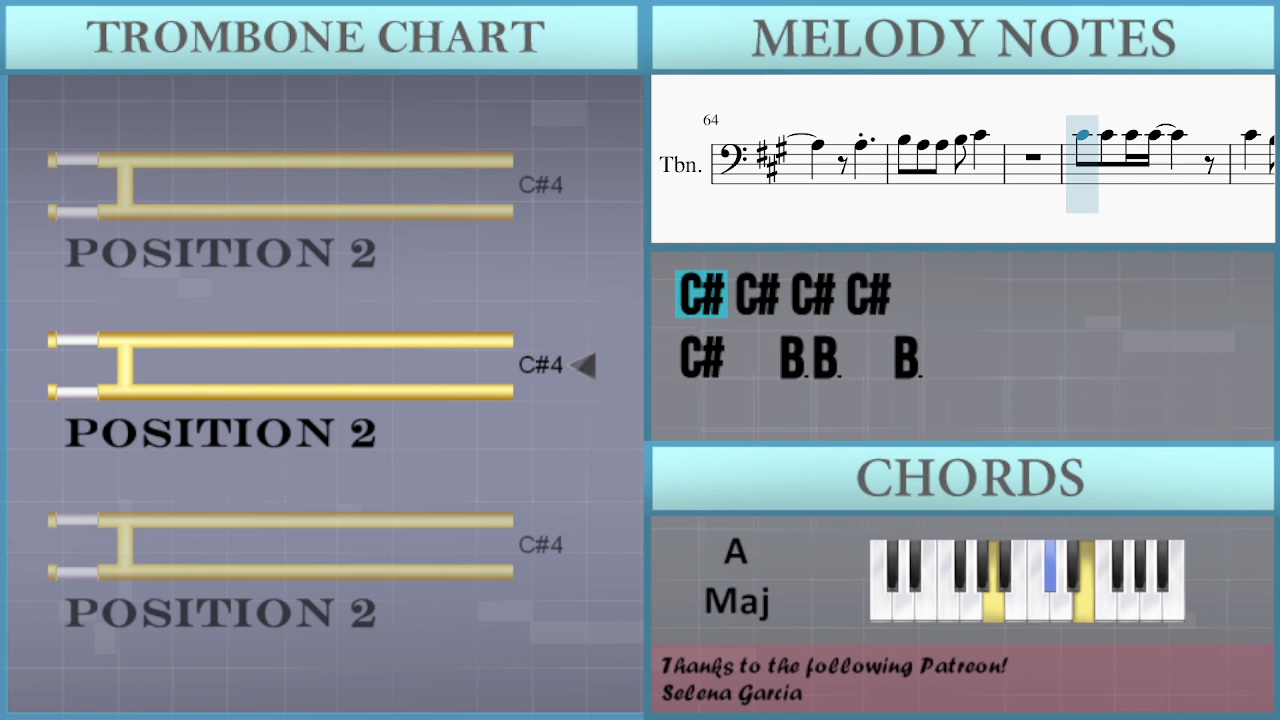 TROMBONE CHART
C#4
POSITION 2
C#4
POSITION 2
C#4
POSITION 2
MELODY NOTES
64
Tbn.
C# C# C# C#
C# B. B. B.
CHORDS
A
Maj
Thanks to the following Patreon!
Selena Garcia